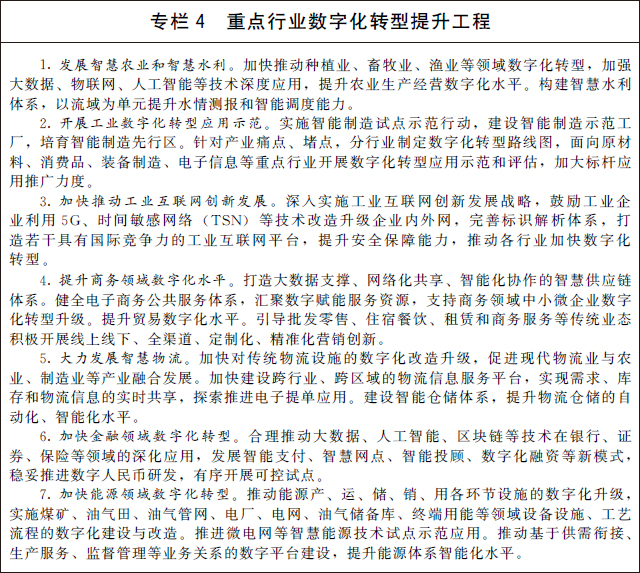 专栏 4 重点行业数字化转型提升工程
1. 发展智慧农业和智慧水利。加快推动种植业、畜牧业、渔业等领域数字化转型，加强
大数据、物联网、人工智能等技术深度应用，提升农业生产经营数字化水平。构建智慧水利
体系，以流域为单元提升水情测报和智能调度能力。
2. 开展工业数字化转型应用示范。实施智能制造试点示范行动，建设智能制造示范工
厂，培育智能制造先行区。针对产业痛点、堵点，分行业制定数字化转型路线图，面向原材
料、消费品、装备制造、电子信息等重点行业开展数字化转型应用示范和评估，加大标杆应
用推广力度。
3. 加快推动工业互联网创新发展。深入实施工业互联网创新发展战略，鼓励工业企
业利用 5G、时间敏感网络（TSN）等技术改造升级企业内外网，完善标识解析体系，打
造若干具有国际竞争力的工业互联网平台，提升安全保障能力，推动各行业加快数字化
转型。
4. 提升商务领域数字化水平。打造大数据支撑、网络化共享、智能化协作的智慧供应链
体系。健全电子商务公共服务体系，汇聚数字赋能服务资源，支持商务领域中小微企业数字
化转型升级。提升贸易数字化水平。引导批发零售、住宿餐饮、租赁和商务服务等传统业态
积极开展线上线下、全渠道、定制化、精准化营销创新。
5. 大力发展智慧物流。加快对传统物流设施的数字化改造升级，促进现代物流业与农
业、制造业等产业融合发展。加快建设跨行业、跨区域的物流信息服务平台，实现需求、库
存和物流信息的实时共享，探索推进电子提单应用。建设智能仓储体系，提升物流仓储的自
动化、智能化水平。
6. 加快金融领域数字化转型。合理推动大数据、人工智能、区块链等技术在银行、证
券、保险等领域的深化应用，发展智能支付、智慧网点、智能投顾、数字化融资等新模式，
稳妥推进数字人民币研发，有序开展可控试点。
7. 加快能源领域数字化转型。推动能源产、运、储、销、用各环节设施的数字化升级，
实施煤矿、油气田、油气管网、电厂、电网、油气储备库、终端用能等领域设备设施、工艺
流程的数字化建设与改造。推进微电网等智慧能源技术试点示范应用。推动基于供需衔接、
生产服务、监督管理等业务关系的数字平台建设，提升能源体系智能化水平。